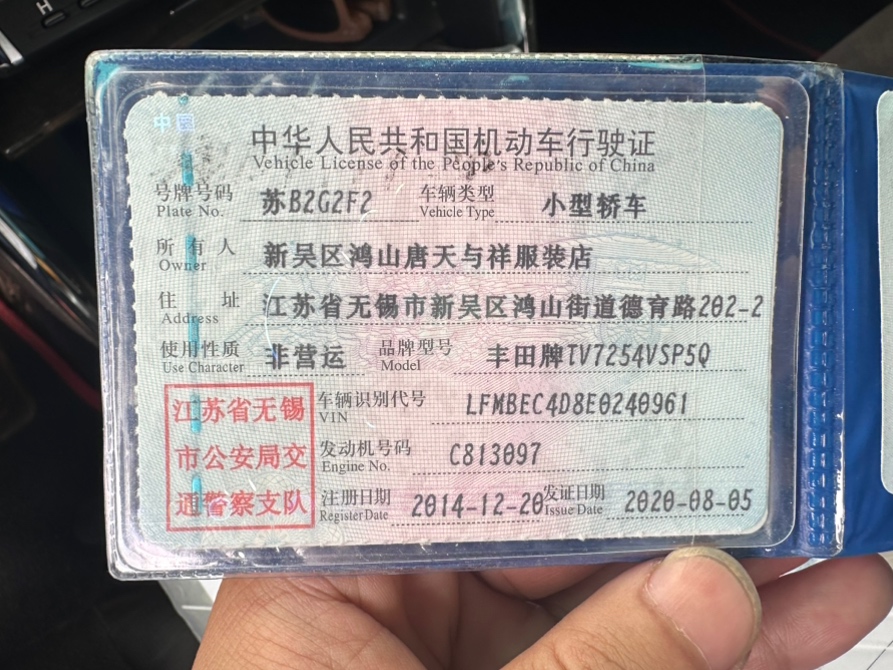 H
中国
中华人民共和国机动车行驶证
Vehicle License of the People's Republic of China
号牌号码 苏B2G2F2 车辆类型 小型轿车
Plate No. Vehicle Type
所有人 新吴区鸿山唐天与祥服装店
Owner
住址 江苏省无锡市新吴区鸿山街道德育路202-2
Address
使用性质 非营运 品牌型号 丰田牌TV7254VSP5Q
Use Character Model
江苏省无锡
市公安局交
通警察支队
车辆识别代号 LFMBEC4D8E0240961
VIN
发动机号码 C813097
Engine No.
注册日期 2014-12-20 发证日期 2020-08-05
Register Date Issue Date